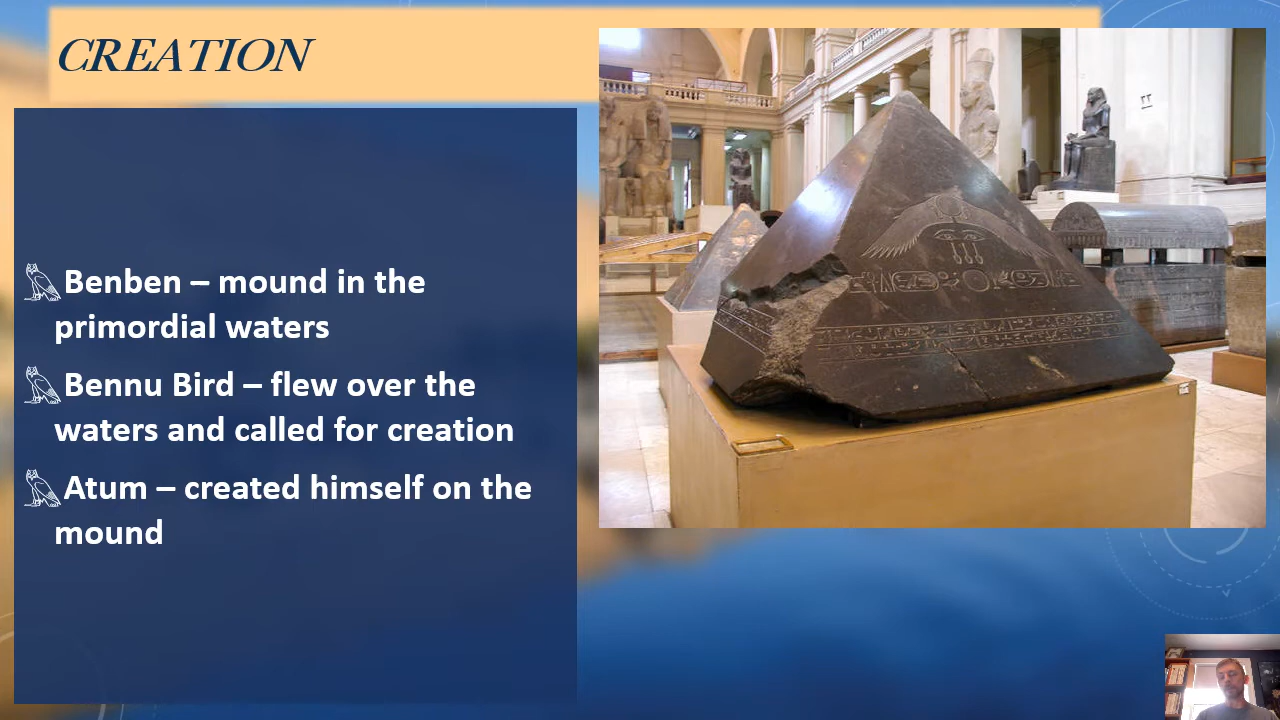 CREATION
Benben – mound in the
primordial waters
Bennu Bird – flew over the
waters and called for creation
Atum – created himself on the
mound